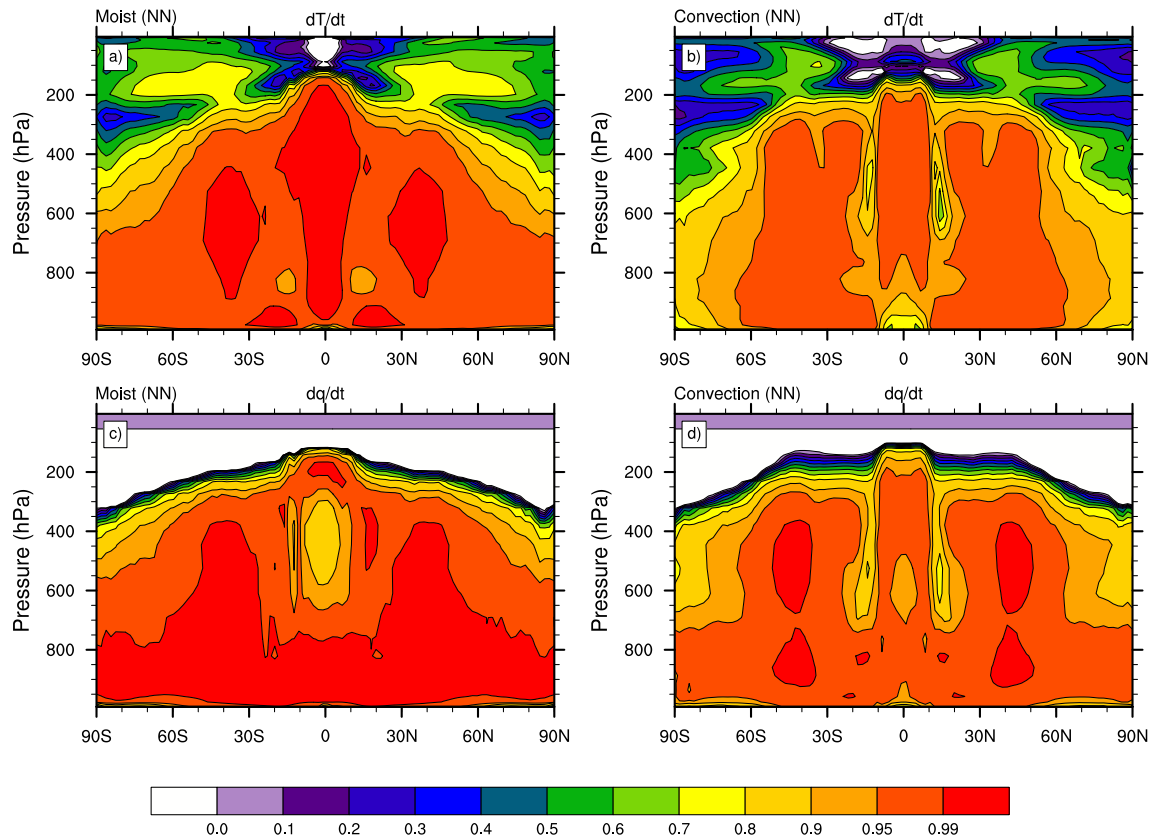 Moist (NN) dT/dt Convection (NN) dT/dt
a) b)
Pressure (hPa) Pressure (hPa)
200 200
400 400
600 600
800 800
90S 60S 30S 0 30N 60N 90N 90S 60S 30S 0 30N 60N 90N
Moist (NN) dq/dt Convection (NN) dq/dt
c) d)
Pressure (hPa) Pressure (hPa)
200 200
400 400
600 600
800 800
90S 60S 30S 0 30N 60N 90N 90S 60S 30S 0 30N 60N 90N
0.0 0.1 0.2 0.3 0.4 0.5 0.6 0.7 0.8 0.9 0.95 0.99